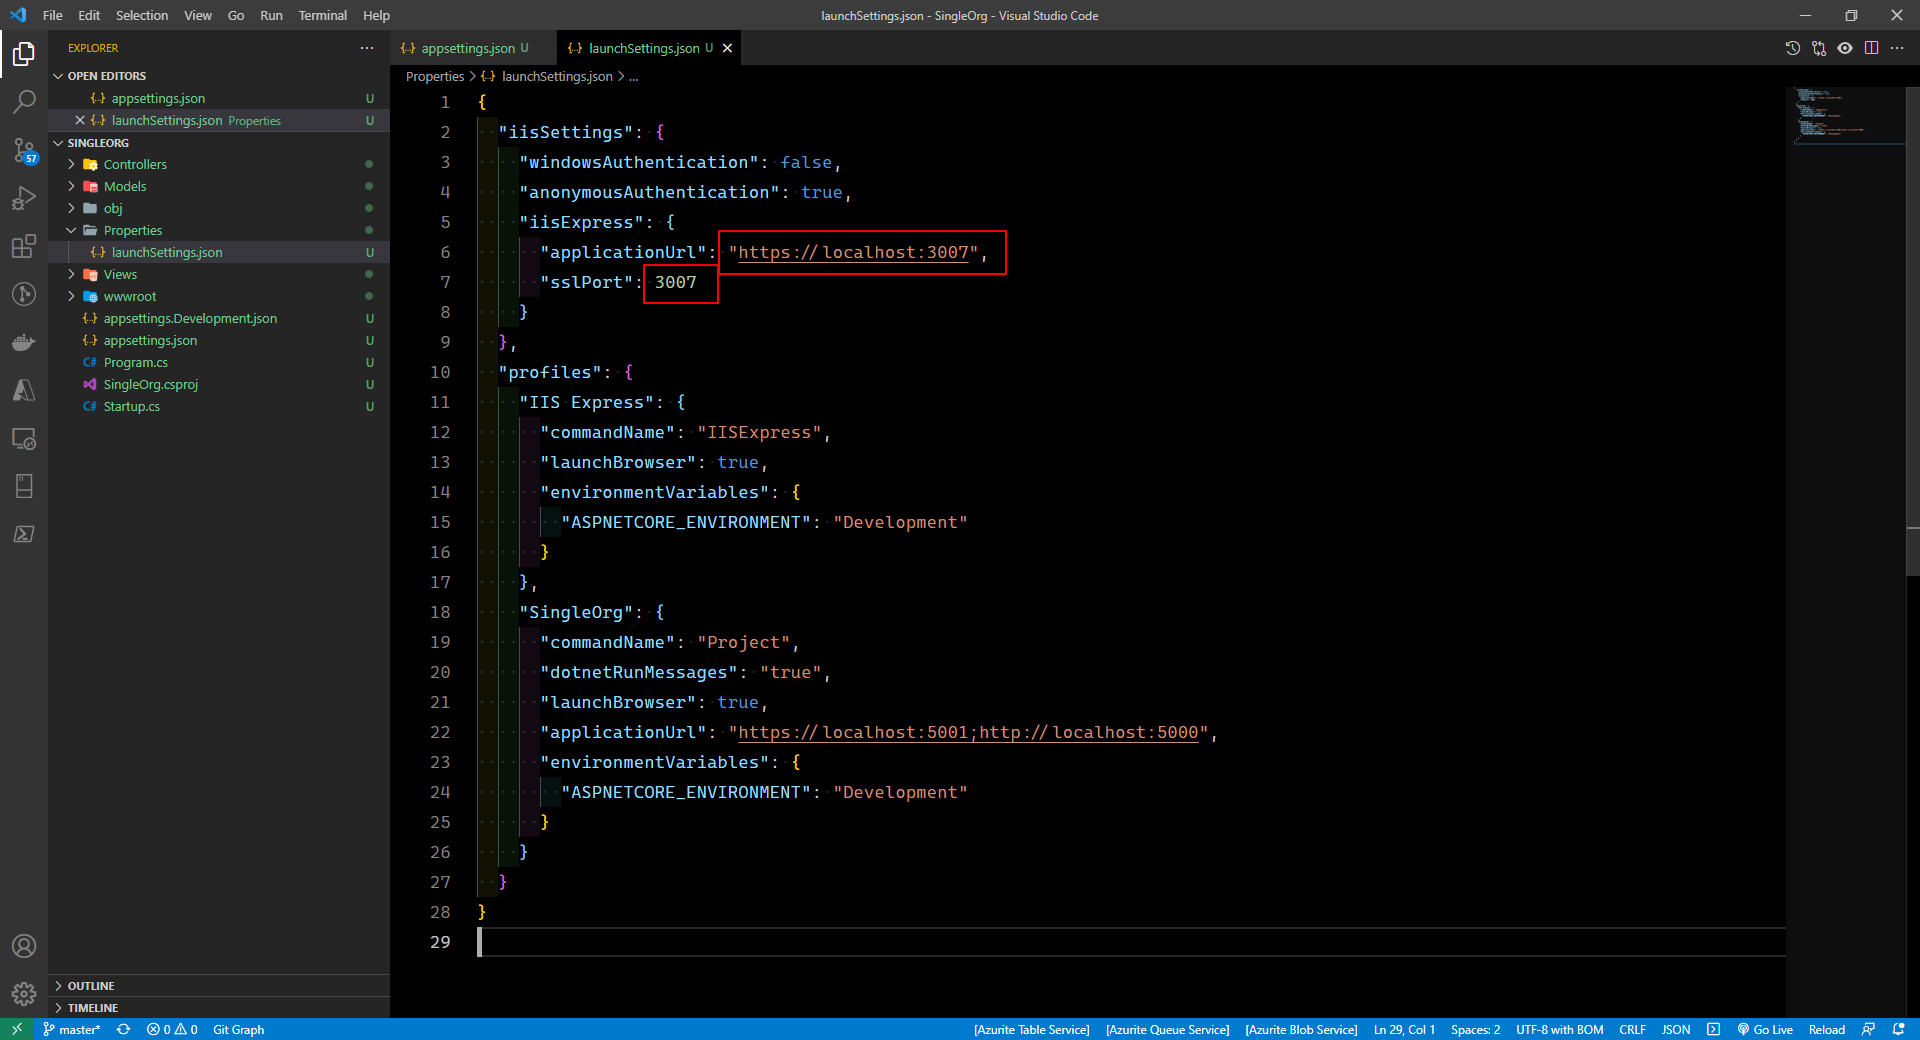 File Edit Selection View Go Run Terminal Help
launchSettings.json - SingleOrg - Visual Studio Code
EXPLORER
OPEN EDITORS
appsettings.json U
launchSettings.json Properties U
SINGLEORG
Controllers
Models
obj
Properties
launchSettings.json U
Views
wwwroot
appsettings.Development.json U
appsettings.json U
C# Program.cs U
SingleOrg.csproj U
C# Startup.cs U
OUTLINE
TIMELINE
57
appsettings.json U
launchSettings.json U
Properties > {..} launchSettings.json > ...
1 {
2 "iisSettings": {
3 "windowsAuthentication": false,
4 "anonymousAuthentication": true,
5 "iisExpress": {
6 "applicationUrl": "https://localhost:3007",
7 "sslPort": 3007
8 }
9 },
10 "profiles": {
11 "IIS Express": {
12 "commandName": "IISExpress",
13 "launchBrowser": true,
14 "environmentVariables": {
15 "ASPNETCORE_ENVIRONMENT": "Development"
16 }
17 },
18 "SingleOrg": {
19 "commandName": "Project",
20 "dotnetRunMessages": "true",
21 "launchBrowser": true,
22 "applicationUrl": "https://localhost:5001;http://localhost:5000",
23 "environmentVariables": {
24 "ASPNETCORE_ENVIRONMENT": "Development"
25 }
26 }
27 }
28 }
29
master* 0 0 Git Graph [Azurite Table Service] [Azurite Queue Service] [Azurite Blob Service] Ln 29, Col 1 Spaces: 2 UTF-8 with BOM CRLF JSON Go Live Reload